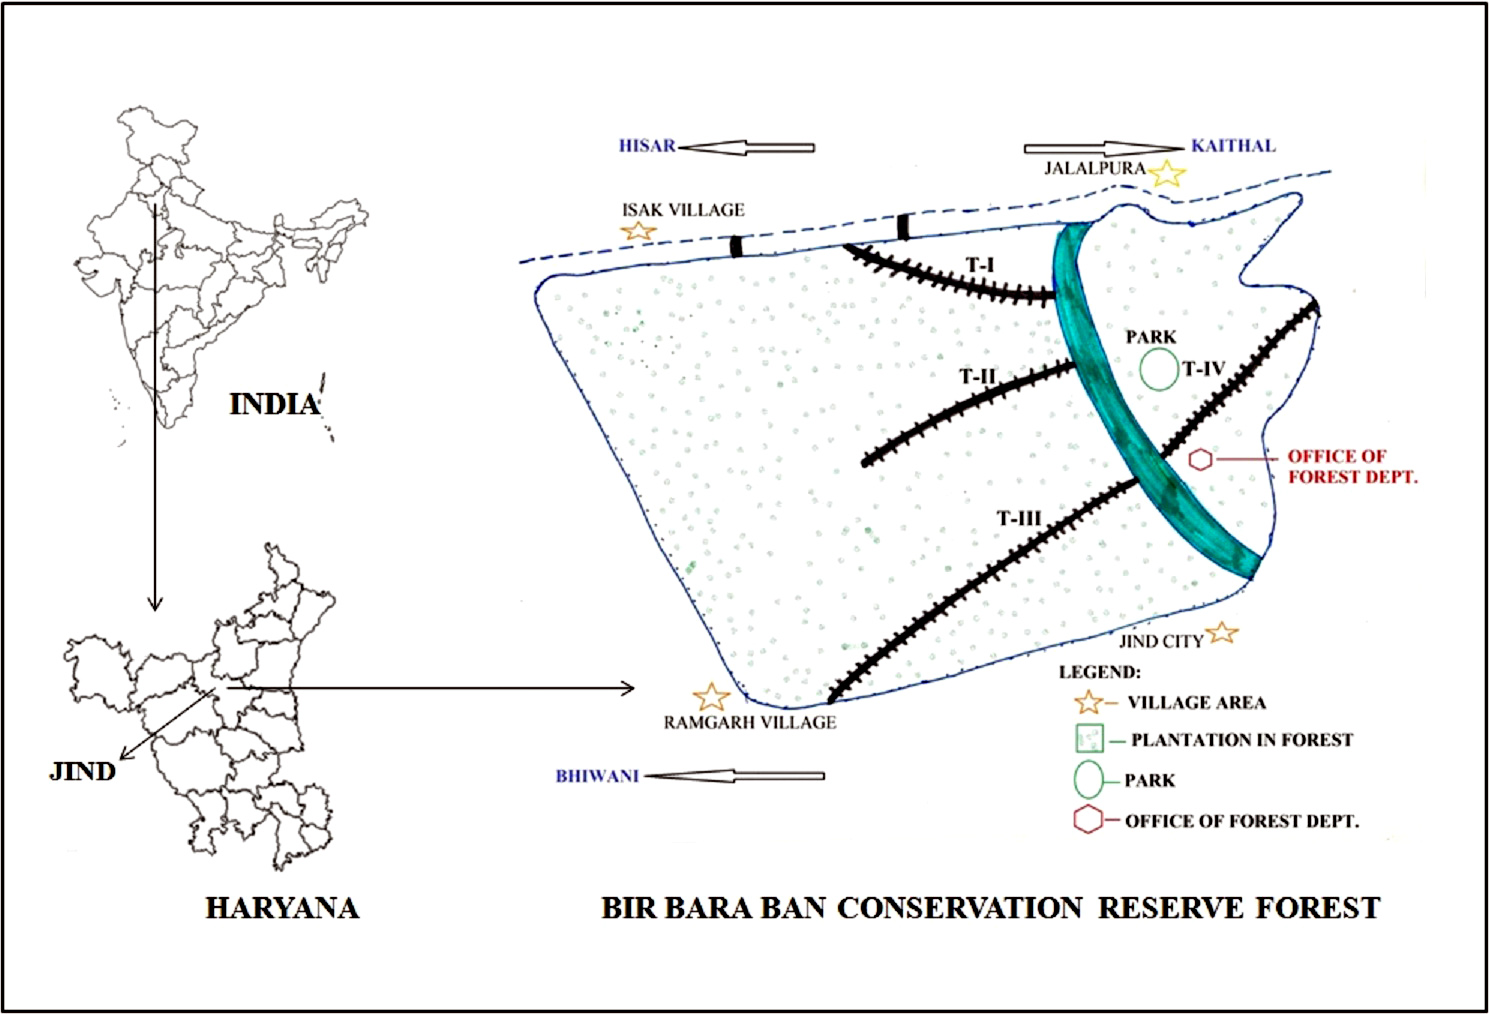 HISAR
KAITHAL
JALALPURA
ISAK VILLAGE
T-I
PARK
T-II
T-IV
INDIA
OFFICE OF
FOREST DEPT.
T-III
JIND CITY
LEGEND:
VILLAGE AREA
RAMGARH VILLAGE
PLANTATION IN FOREST
JIND
BHIWANI
PARK
OFFICE OF FOREST DEPT.
HARYANA
BIR BARA BAN CONSERVATION RESERVE FOREST